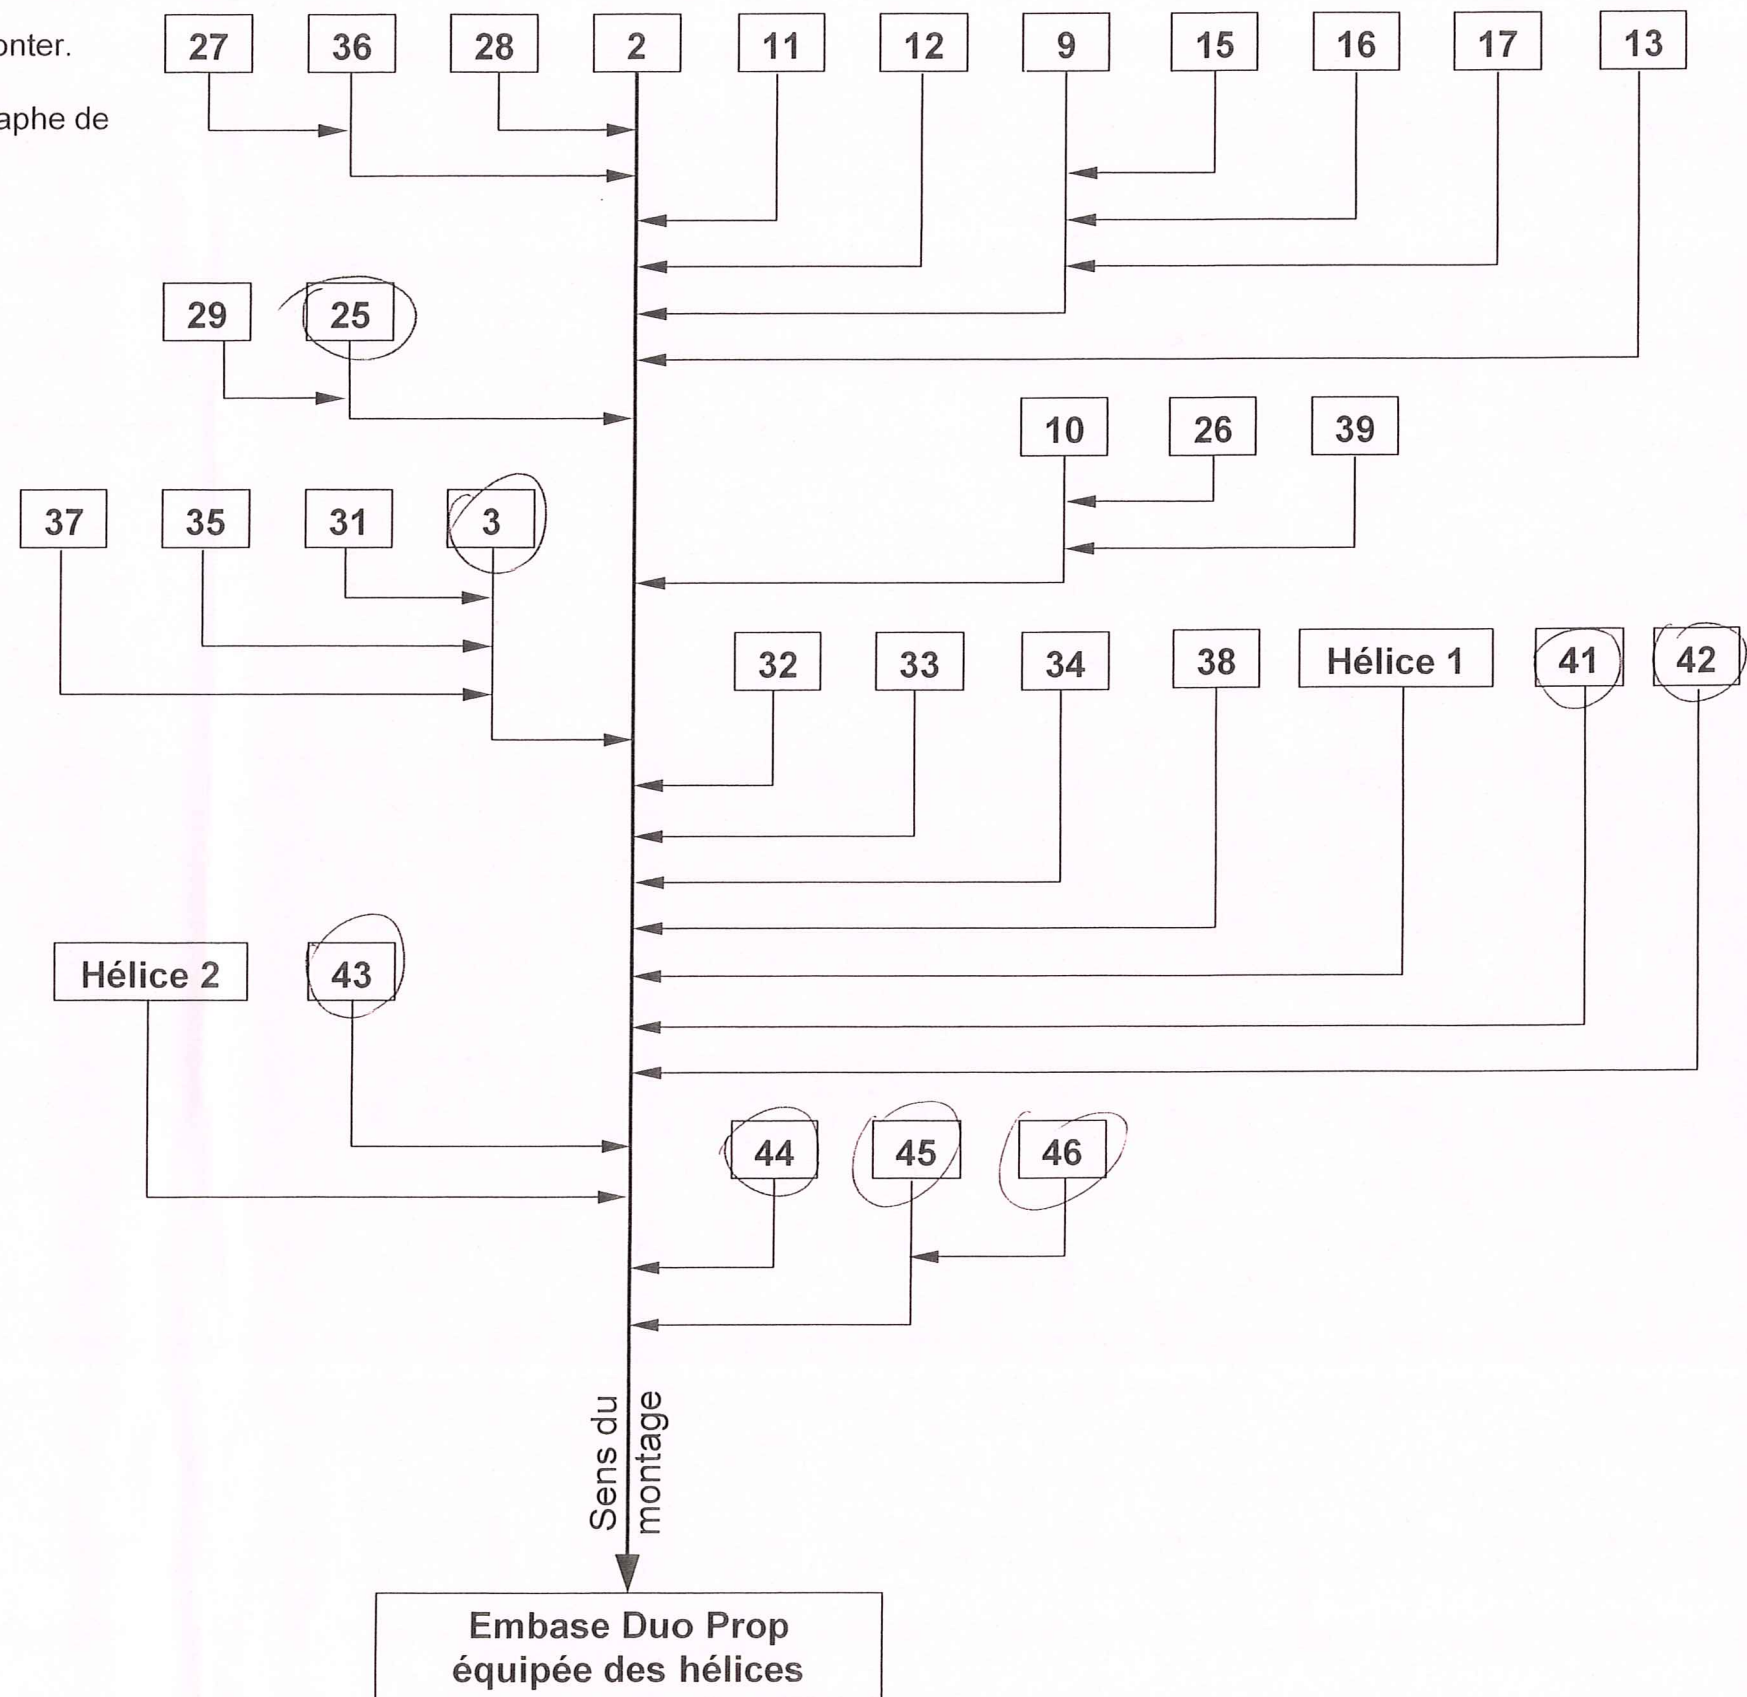 onter.
27 36 28 2 11 12 9 15 16 17 13
aphe de
29 25
10 26 39
37 35 31 3
32 33 34 38 Hélice 1 41 42
Hélice 2 43
44 45 46
Sens du
montage
Embase Duo Prop
équipée des hélices